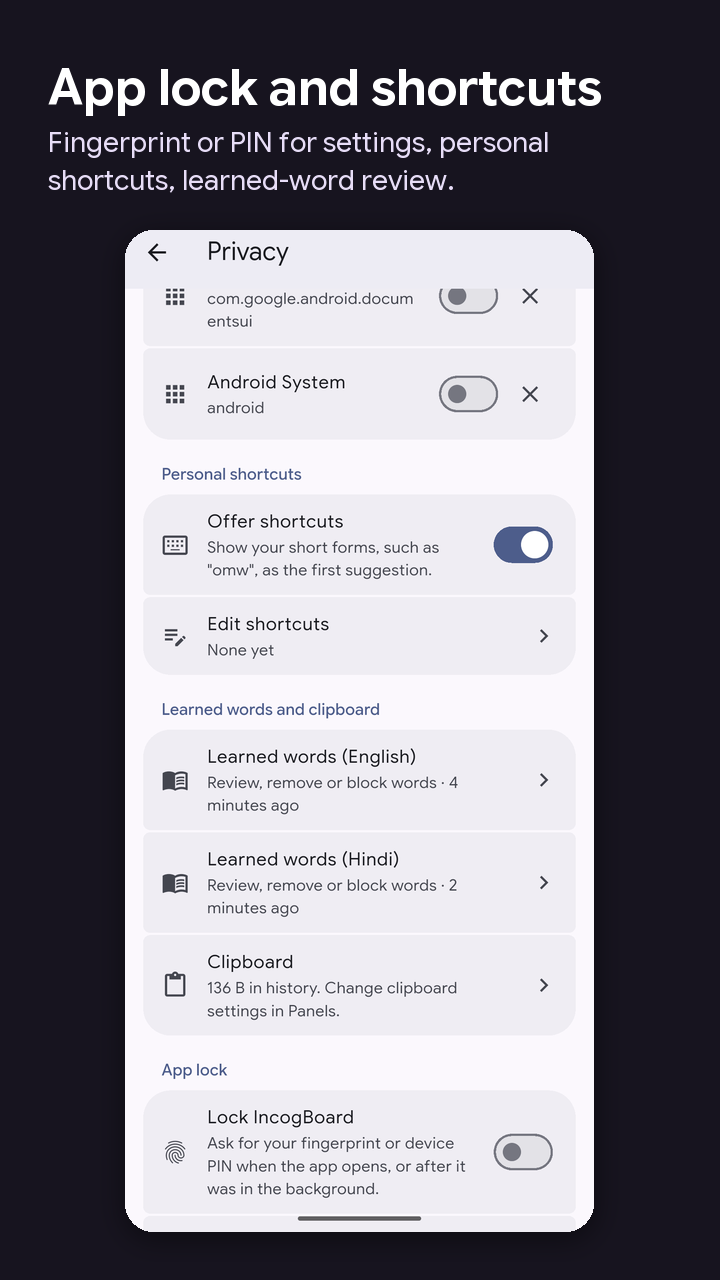 App lock and shortcuts
Fingerprint or PIN for settings, personal
shortcuts, learned-word review.
Privacy
com.google.android.docum
entsui
Android System
android
Personal shortcuts
Offer shortcuts
Show your short forms, such as
"omw", as the first suggestion.
Edit shortcuts
None yet
Learned words and clipboard
Learned words (English)
Review, remove or block words · 4
minutes ago
Learned words (Hindi)
Review, remove or block words · 2
minutes ago
Clipboard
136 B in history. Change clipboard
settings in Panels.
App lock
Lock IncogBoard
Ask for your fingerprint or device
PIN when the app opens, or after it
was in the background.